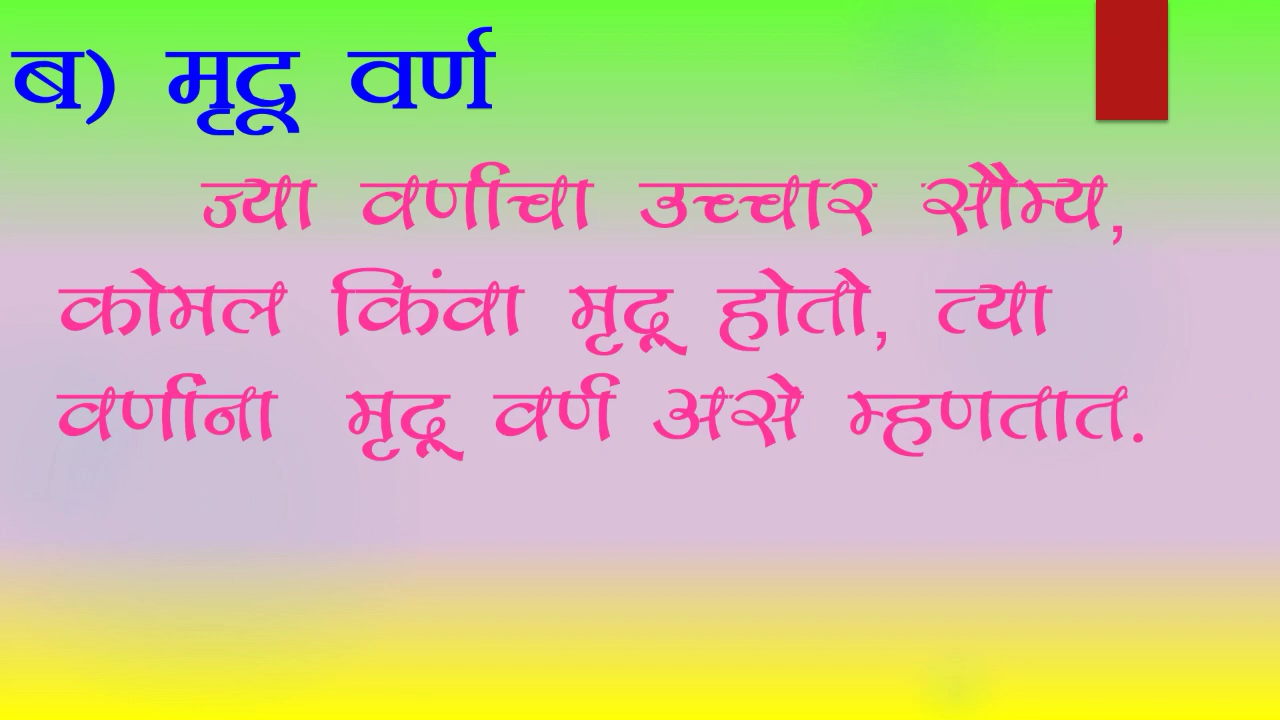 ब) मृदू वर्ण
ज्या वर्णाचा उच्चार सौम्य,
कोमल किंवा मृदू होतो, त्या
वर्णांना मृदू वर्ण असे म्हणतात.